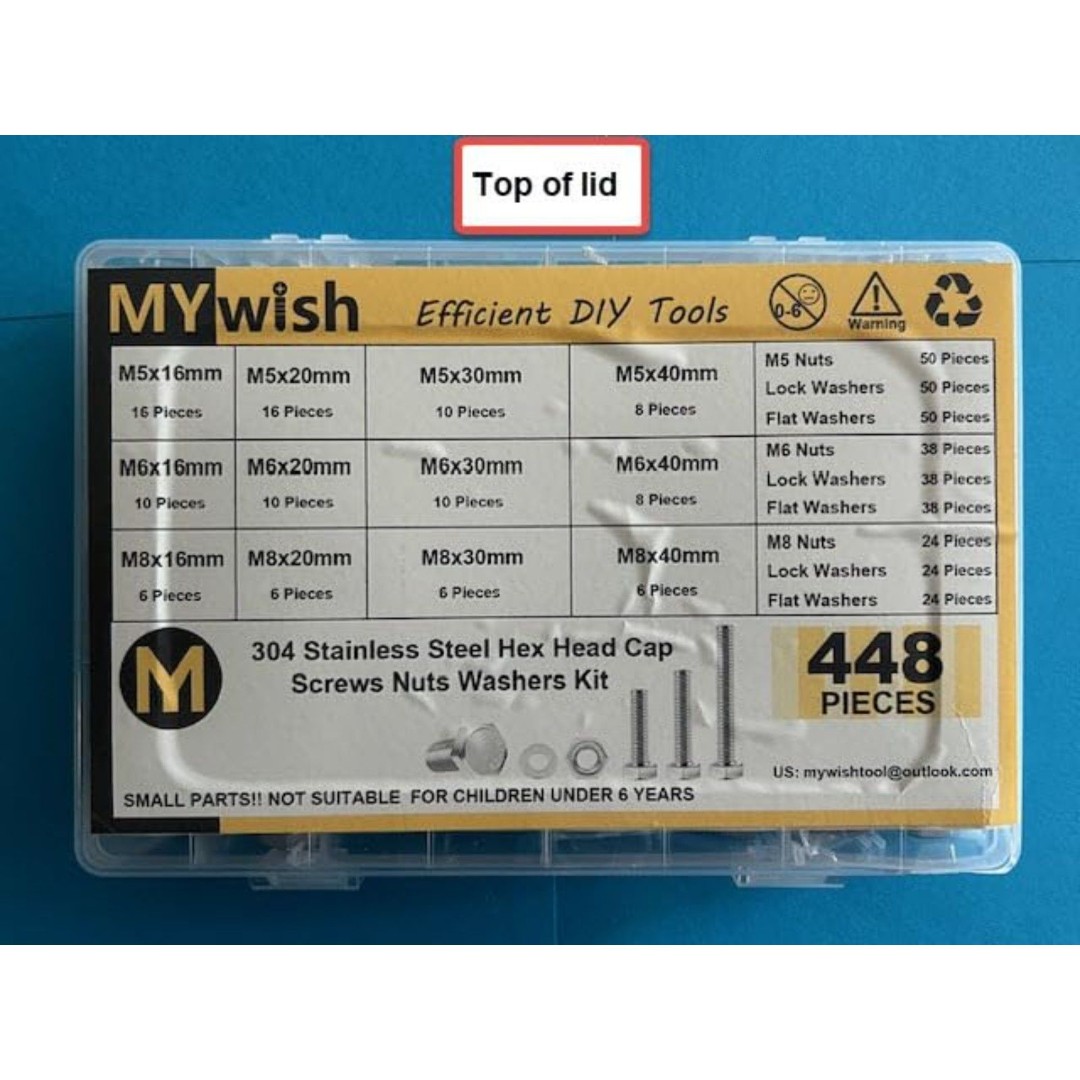 Top of lid
MYwish Efficient DIY Tools 0-6 Warning
M5x16mm M5x20mm M5x30mm M5x40mm
16 Pieces 16 Pieces 10 Pieces 8 Pieces
M5 Nuts 50 Pieces
Lock Washers 50 Pieces
Flat Washers 50 Pieces
M6x16mm M6x20mm M6x30mm M6x40mm
10 Pieces 10 Pieces 10 Pieces 8 Pieces
M6 Nuts 38 Pieces
Lock Washers 38 Pieces
Flat Washers 38 Pieces
M8x16mm M8x20mm M8x30mm M8x40mm
6 Pieces 6 Pieces 6 Pieces 6 Pieces
M8 Nuts 24 Pieces
Lock Washers 24 Pieces
Flat Washers 24 Pieces
M
304 Stainless Steel Hex Head Cap
Screws Nuts Washers Kit
448
PIECES
US: mywishtool@outlook.com
SMALL PARTS!! NOT SUITABLE FOR CHILDREN UNDER 6 YEARS